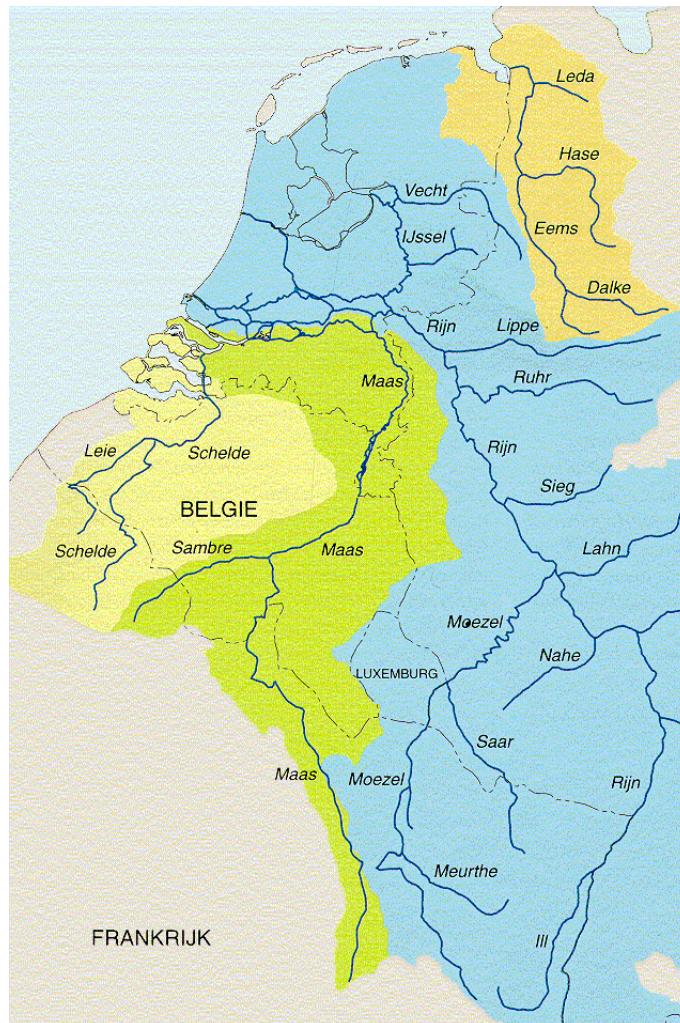 Leda
Hase
Vecht
IJssel
Eems
Dalke
Rijn
Lippe
Maas
Ruhr
Leie
Schelde
Rijn
Sieg
BELGIE
Schelde
Sambre
Maas
Lahn
Moezel
Nahe
LUXEMBURG
Saar
Maas
Moezel
Rijn
Meurthe
FRANKRIJK
Ill